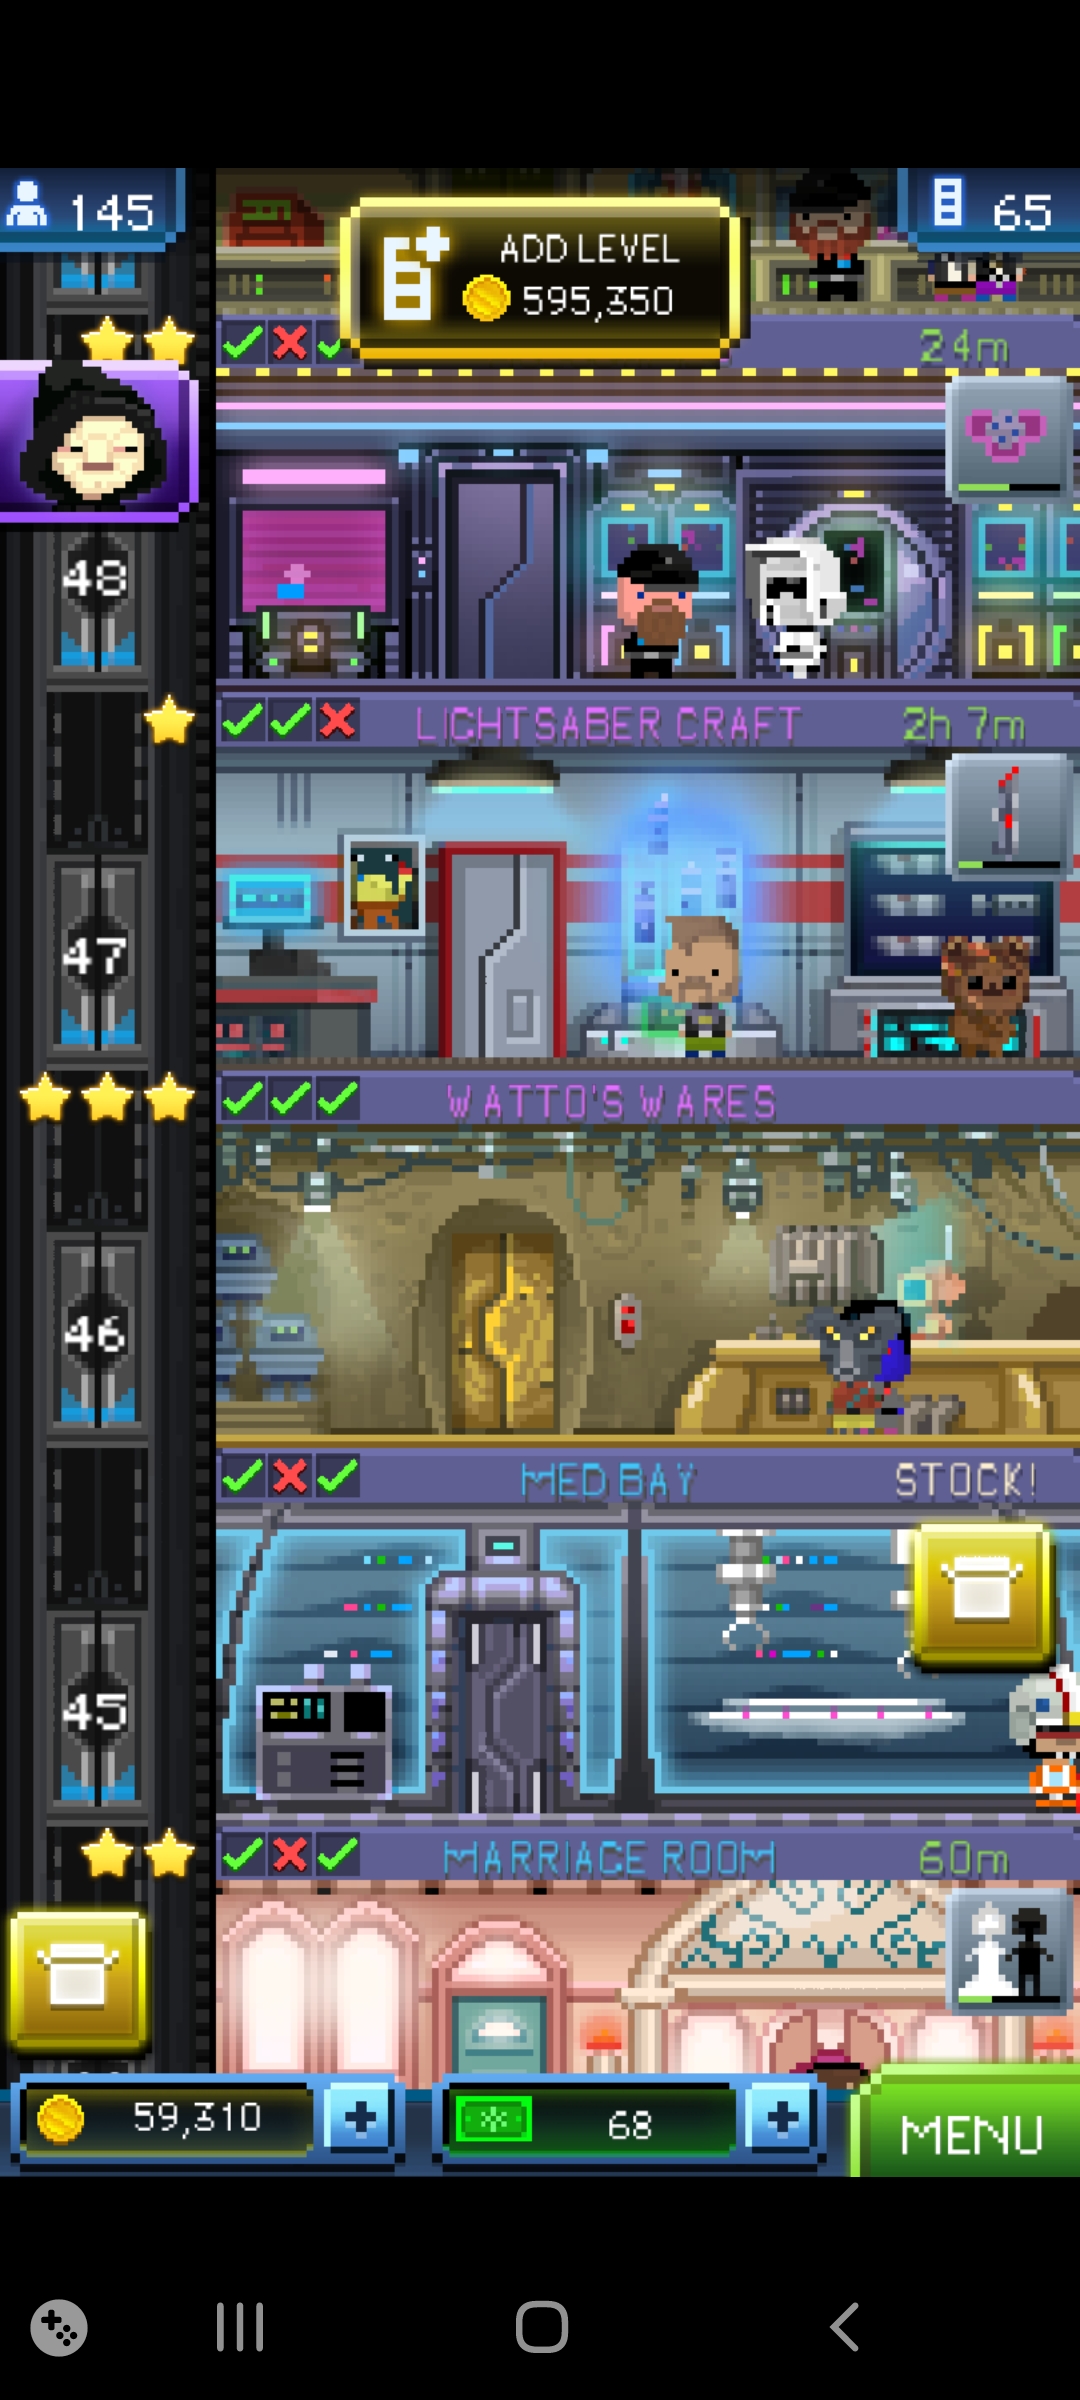 145
ADD LEVEL
595,350
65
24m
48
LIGHTSABER CRAFT 2h 7m
47
WATTO'S WARES
46
MED BAY STOCK!
45
MARRIAGE ROOM 60m
59,310
68
MENU